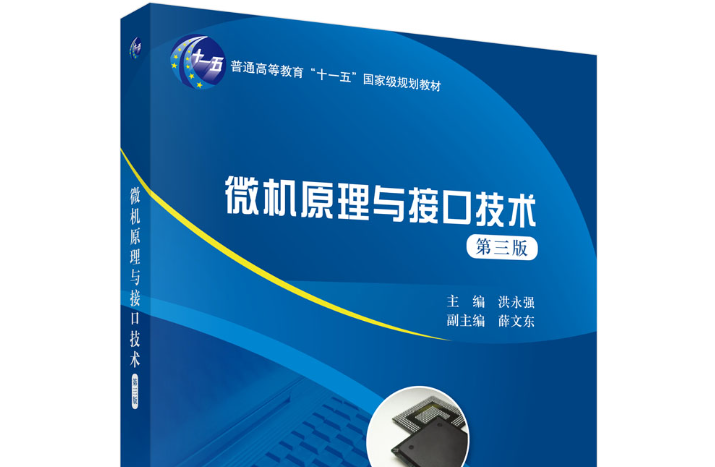 十一五
普通高等教育“十一五”国家级规划教材
微机原理与接口技术
第三版
主 编 洪永强
副主编 薛文东
微机原理与接口技术
第三版